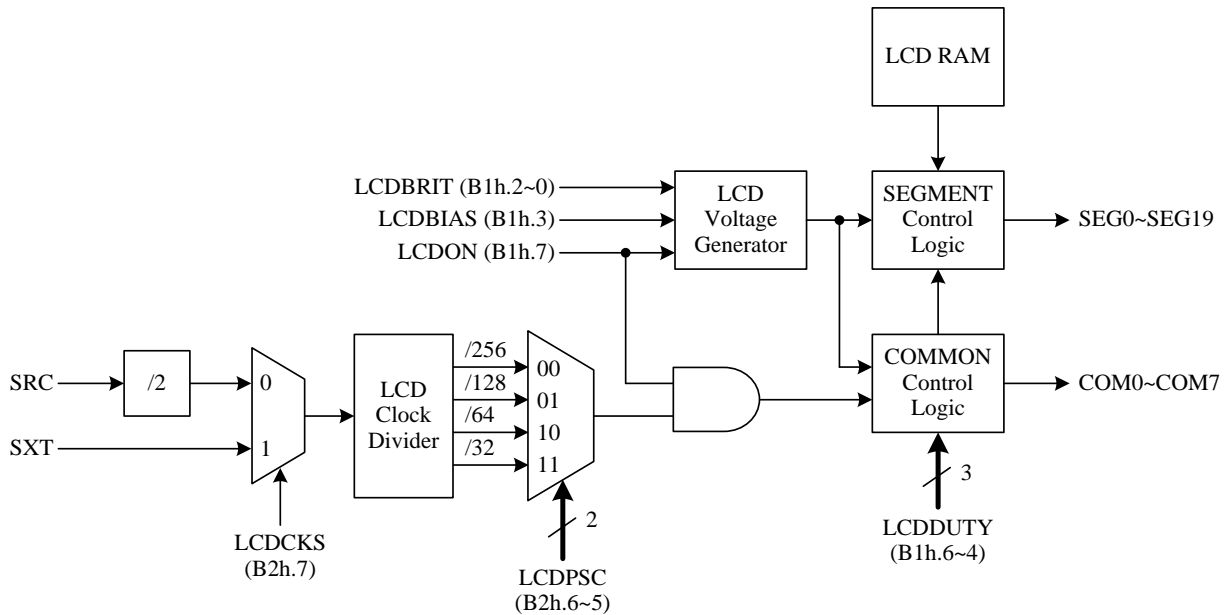 LCD RAM
LCDBRIT (B1h.2~0)
LCDBIAS (B1h.3)
LCDON (B1h.7)
LCD
Voltage
Generator
SEGMENT
Control
Logic
SEG0~SEG19
SRC
/2
SXT
0
1
LCDCKS
(B2h.7)
LCD
Clock
Divider
/256
/128
/64
/32
00
01
10
11
2
LCDPSC
(B2h.6~5)
COMMON
Control
Logic
COM0~COM7
3
LCDDUTY
(B1h.6~4)